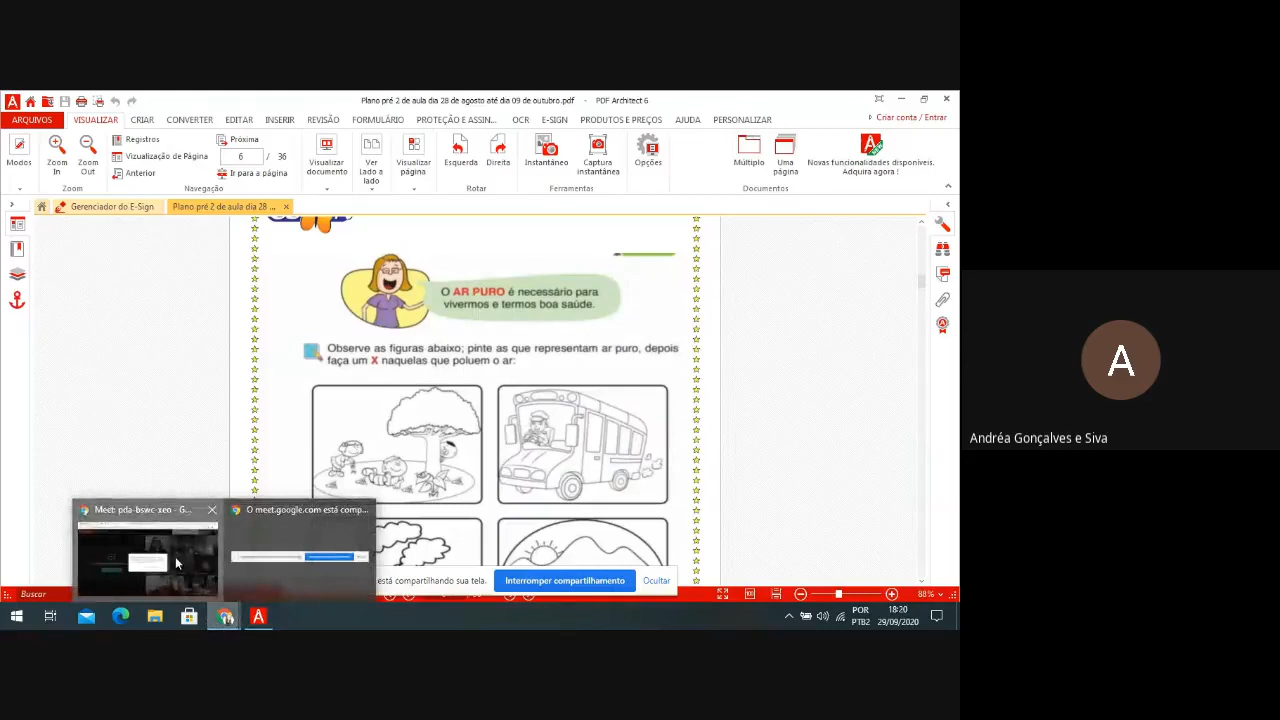 Plano pré 2 de aula dia 28 de agosto até dia 09 de outubro.pdf - PDF Architect 6
ARQUIVOS VISUALIZAR CRIAR CONVERTER EDITAR INSERIR REVISÃO FORMULÁRIO PROTEÇÃO E ASSIN... OCR E-SIGN PRODUTOS E PREÇOS AJUDA PERSONALIZAR Criar conta / Entrar
Modos
Zoom In
Zoom Out
Zoom
Registros
Vizualização de Página
Anterior
Próxima
6 / 36
Ir para a página
Navegação
Visualizar documento
Ver Lado a lado
Visualizar página
Esquerda
Direita
Rotar
Instantáneo
Captura instantánea
Ferramentas
Opções
Múltiplo
Uma página
Documentos
Novas funcionalidades disponíveis.
Adquira agora !
Gerenciador do E-Sign Plano pré 2 de aula dia 28 ... ×
O AR PURO é necessário para
vivermos e termos boa saúde.
Observe as figuras abaixo; pinte as que representam ar puro, depois
faça um X naquelas que poluem o ar:
A
Andréa Gonçalves e Siva
Meet: pda-bswc-xeo - G...
O meet.google.com está comp...
está compartilhando sua tela. Interromper compartilhamento Ocultar
Buscar
88%
POR
PTB2
18:20
29/09/2020